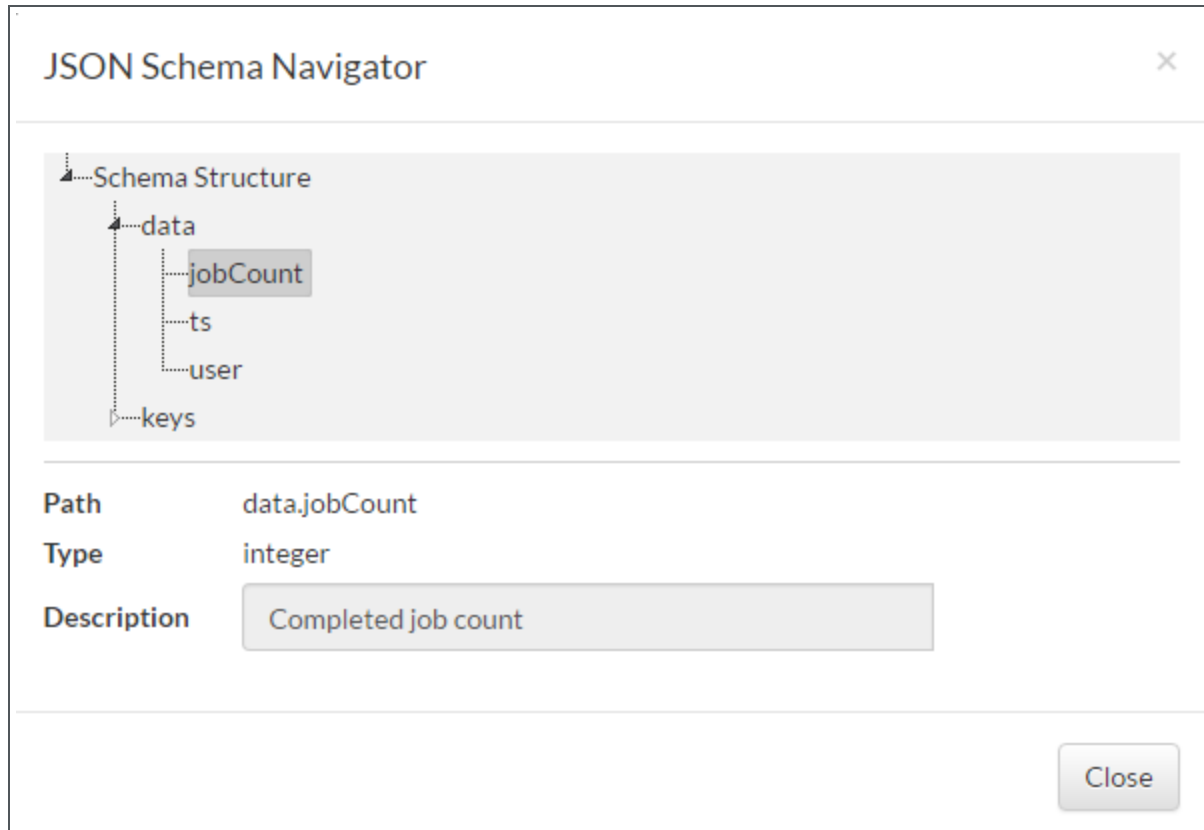 JSON Schema Navigator
×
Schema Structure
data
jobCount
ts
user
keys
Path data.jobCount
Type integer
Description Completed job count
Close